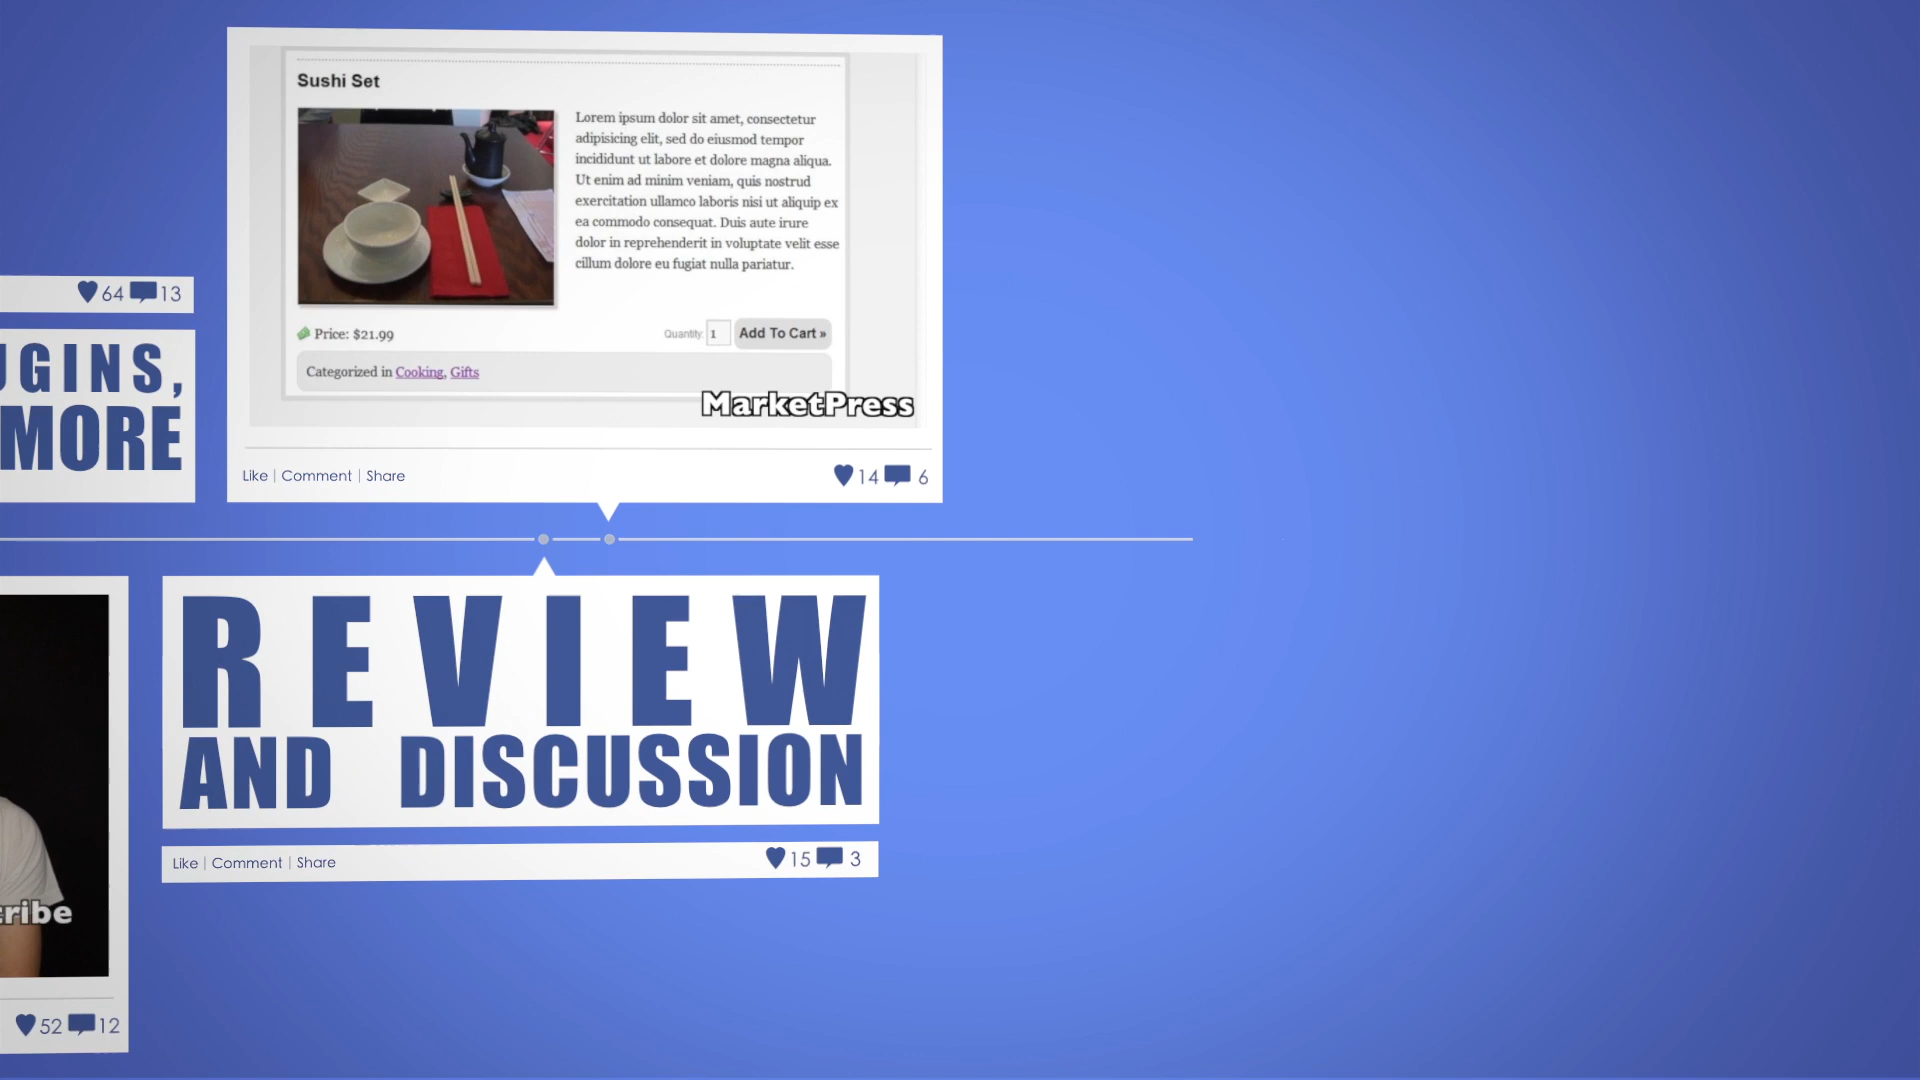 Sushi Set
Lorem ipsum dolor sit amet, consectetur
adipisicing elit, sed do eiusmod tempor
incididunt ut labore et dolore magna aliqua.
Ut enim ad minim veniam, quis nostrud
exercitation ullamco laboris nisi ut aliquip ex
ea commodo consequat. Duis aute irure
dolor in reprehenderit in voluptate velit esse
cillum dolore eu fugiat nulla pariatur.
Price: $21.99
Quantity: 1 Add To Cart »
Categorized in Cooking, Gifts
MarketPress
Like | Comment | Share
14 6
64 13
UGINS,
MORE
REVIEW
AND DISCUSSION
Like | Comment | Share
15 3
cribe
52 12